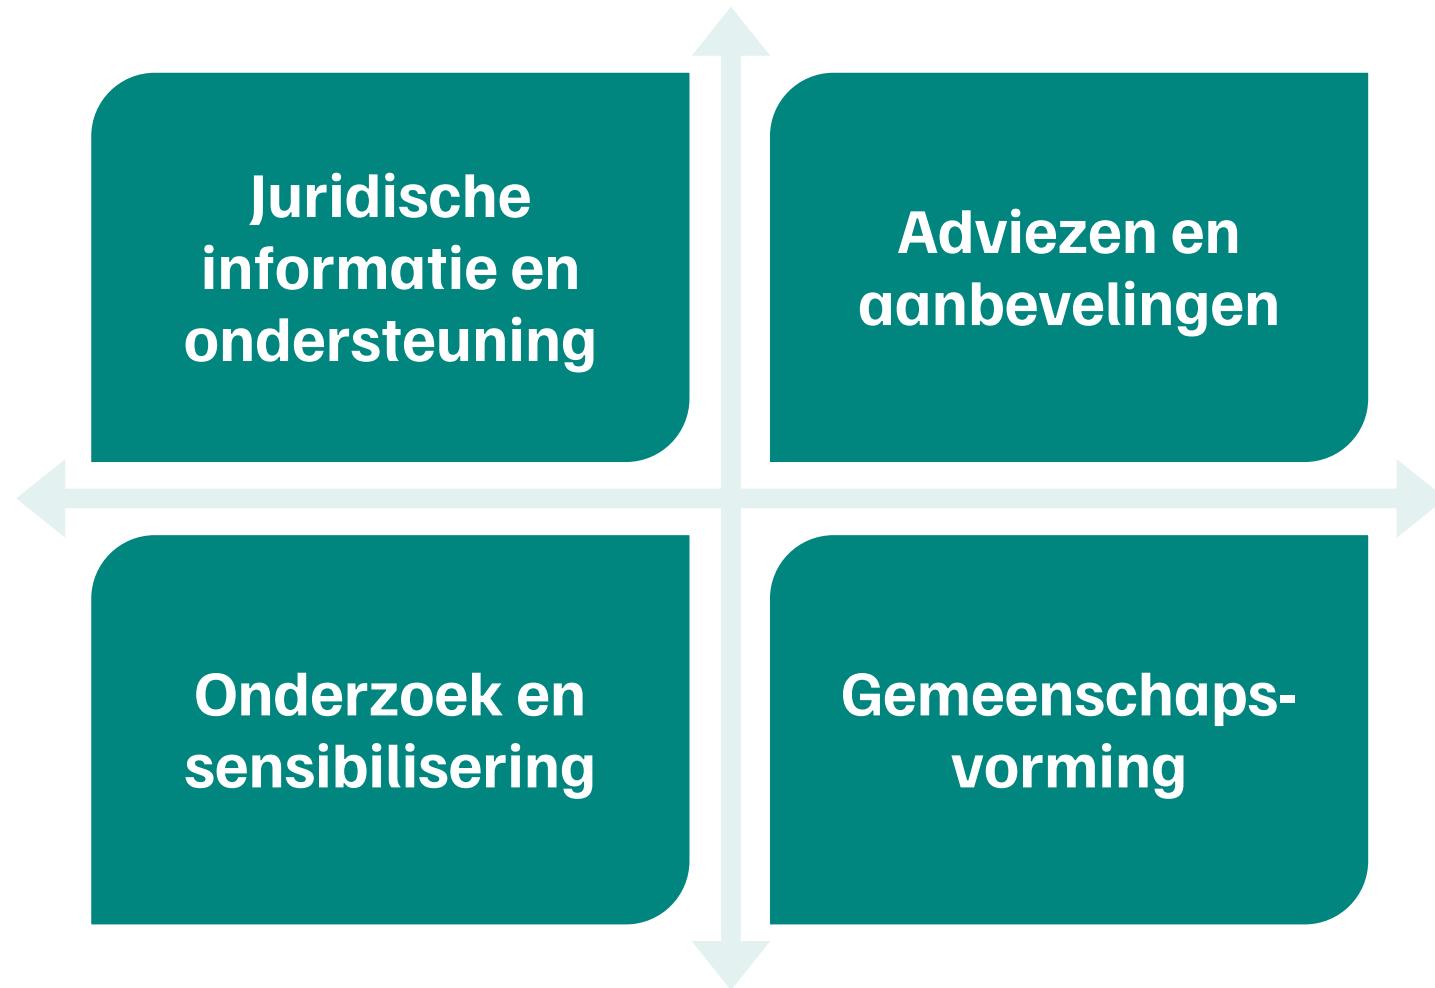 Juridische
informatie en
ondersteuning
Adviezen en
aanbevelingen
Onderzoek en
sensibilisering
Gemeenschaps-
vorming